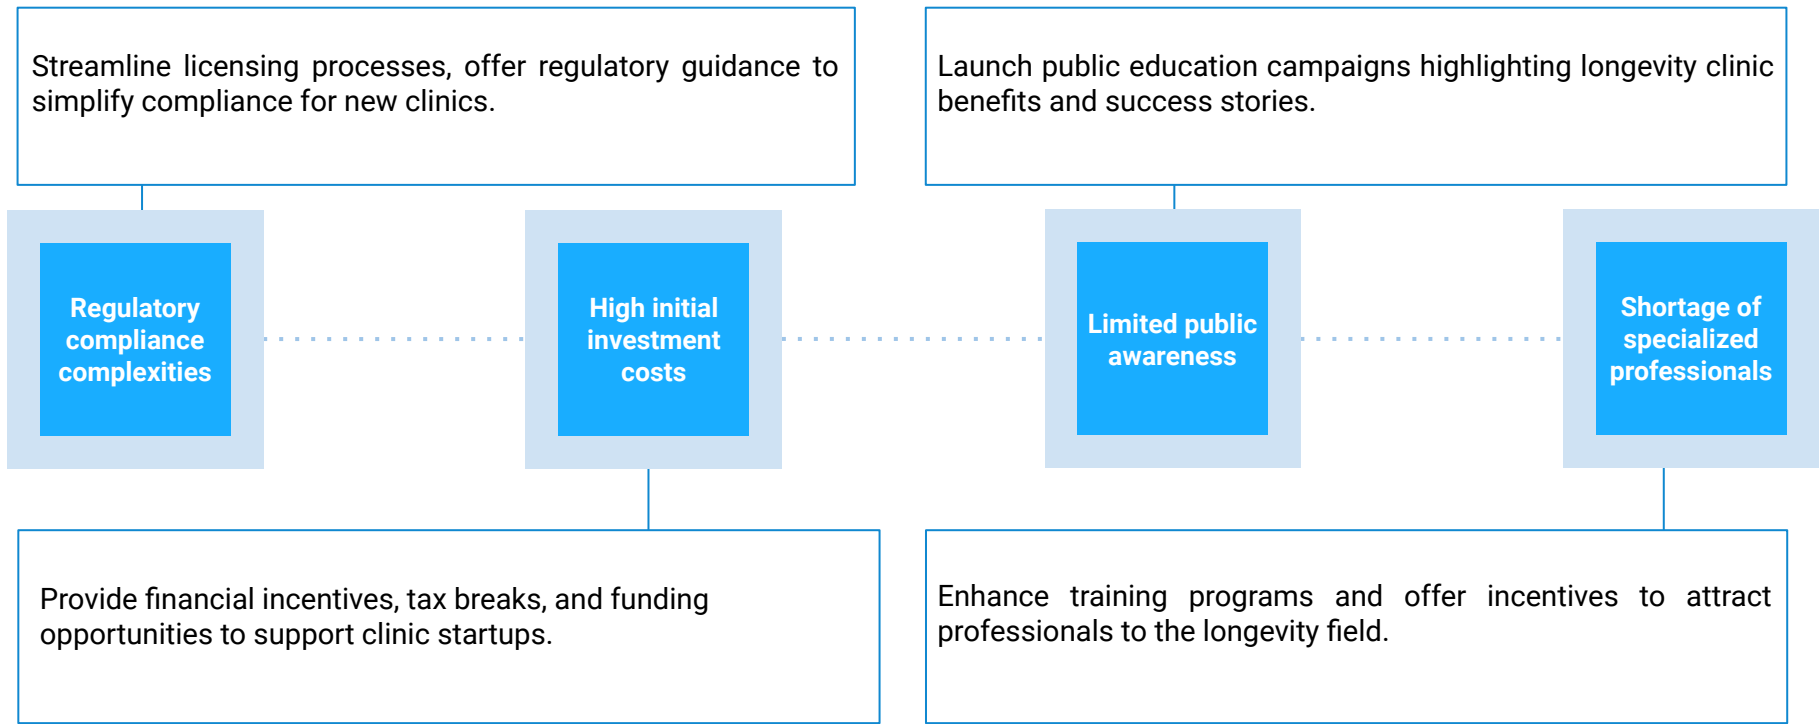 Streamline licensing processes, offer regulatory guidance to
simplify compliance for new clinics.
Launch public education campaigns highlighting longevity clinic
benefits and success stories.
Regulatory
compliance
complexities
High initial
investment
costs
Limited public
awareness
Shortage of
specialized
professionals
Provide financial incentives, tax breaks, and funding
opportunities to support clinic startups.
Enhance training programs and offer incentives to attract
professionals to the longevity field.